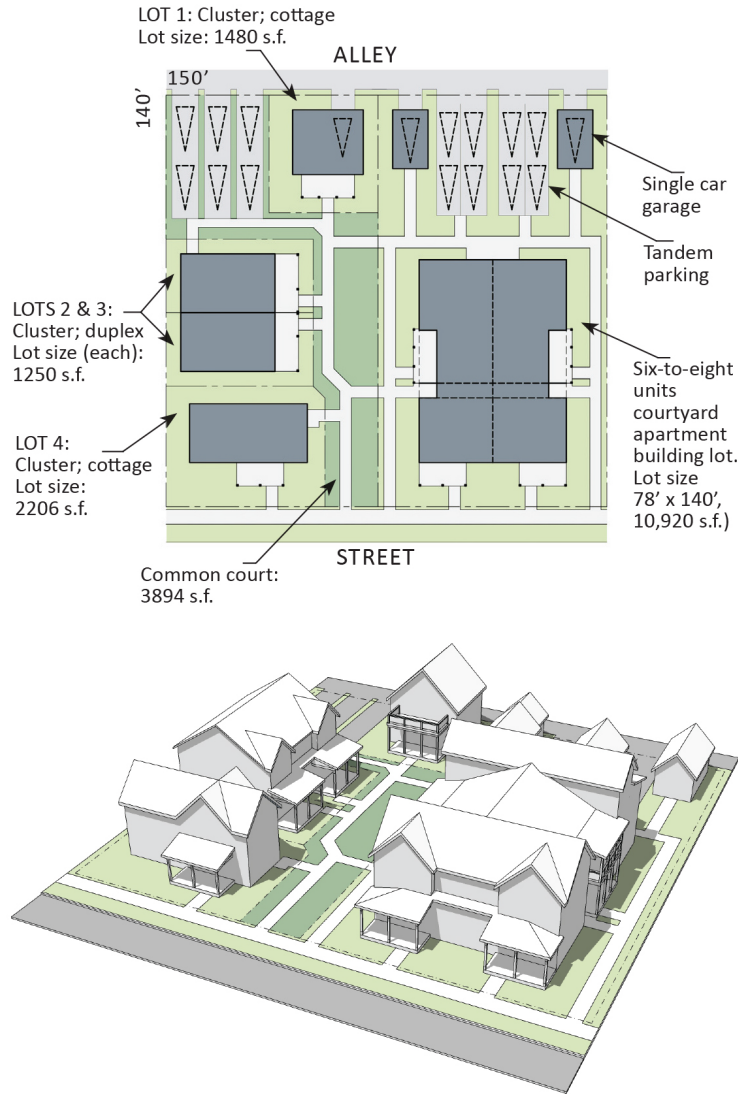 LOT 1: Cluster; cottage
Lot size: 1480 s.f.
ALLEY
150’
140’
Single car
garage
Tandem
parking
LOTS 2 & 3:
Cluster; duplex
Lot size (each):
1250 s.f.
Six-to-eight
units
courtyard
apartment
building lot.
Lot size
78’ x 140’,
10,920 s.f.)
LOT 4:
Cluster; cottage
Lot size:
2206 s.f.
STREET
Common court:
3894 s.f.